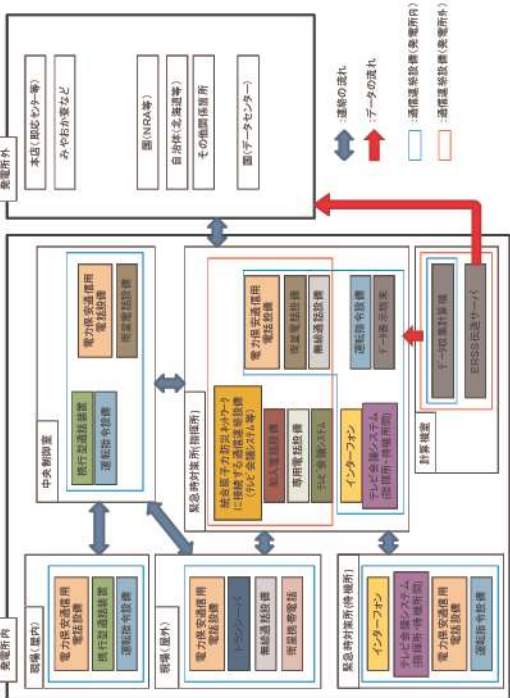 発電所内
現場(屋内)
電力保安通信用
電話設備
携行型通話装置
運転指令設備
現場(屋外)
電力保安通信用
電話設備
トランシーバ
無線通話設備
衛星携帯電話
緊急時対策所(待機所)
インターフォン
テレビ会議システム
(指揮所・待機所間)
電力保安通信用
電話設備
運転指令設備
中央制御室
携行型通話装置
運転指令設備
電力保安通信用
電話設備
衛星電話設備
緊急時対策所(指揮所)
統合原子力防災ネットワーク
に接続する通信連絡設備
(テレビ会議システム等)
加入電話設備
専用電話設備
テレビ会議システム
インターフォン
テレビ会議システム
(指揮所・待機所間)
電力保安通信用
電話設備
衛星電話設備
無線通話設備
運転指令設備
データ表示端末
計算機室
データ収集計算機
ERSS伝送サーバ
発電所外
本店(即応センター等)
みやおか寮など
国(NRA等)
自治体(北海道等)
その他関係箇所
国(データセンター)
:連絡の流れ
:データの流れ
:通信連絡設備(発電所内)
:通信連絡設備(発電所外)